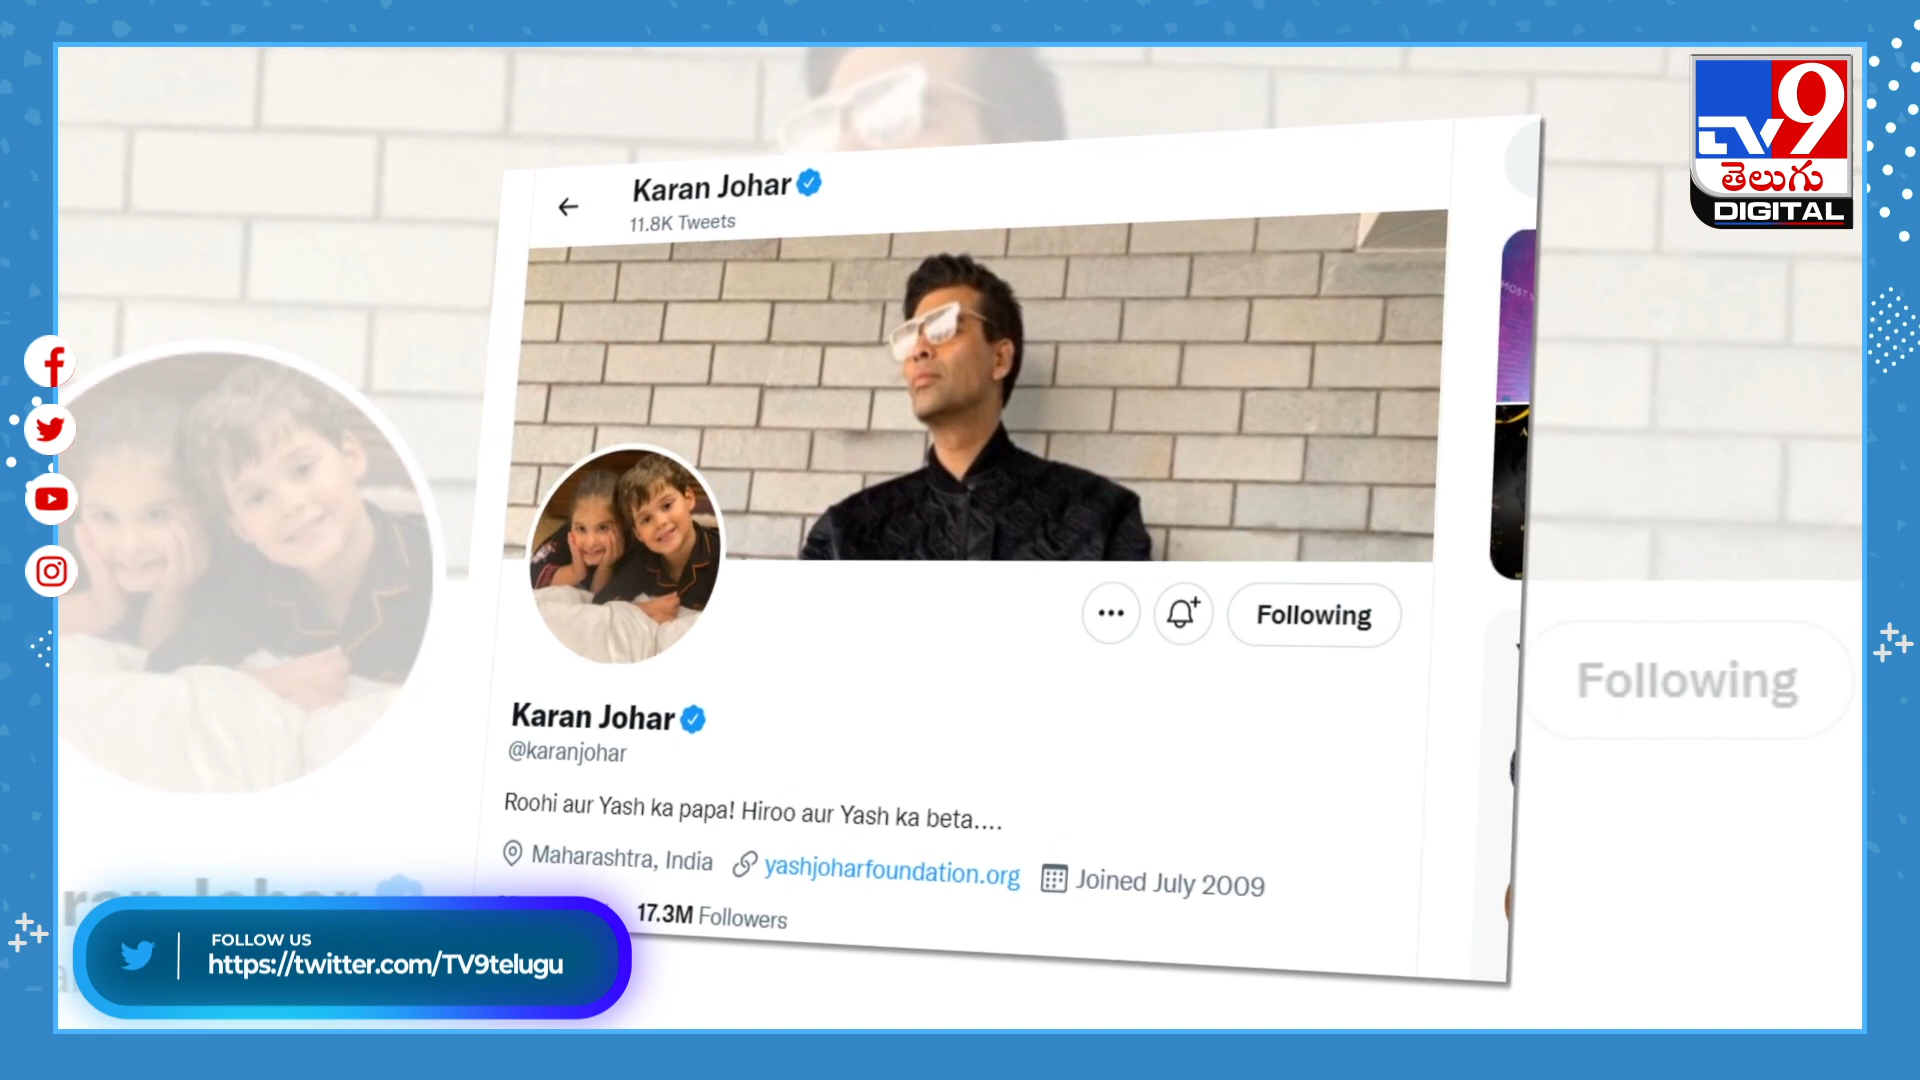 TV9
తెలుగు
DIGITAL
Karan Johar
11.8K Tweets
Following
Karan Johar
@karanjohar
Roohi aur Yash ka papa! Hiroo aur Yash ka beta....
Maharashtra, India yashjoharfoundation.org Joined July 2009
17.3M Followers
Following
FOLLOW US
https://twitter.com/TV9telugu